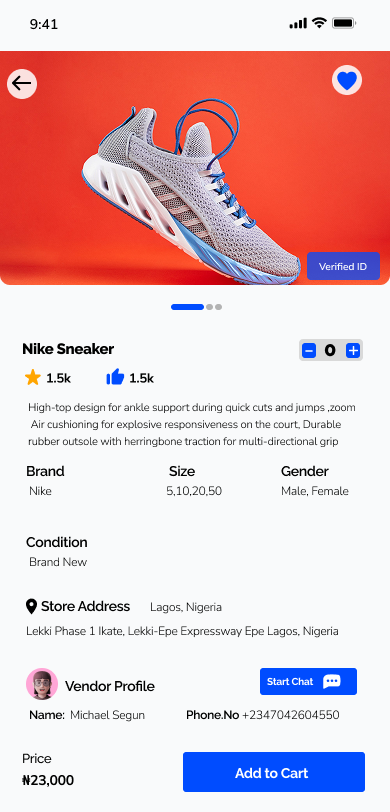 9:41
Verified ID
Nike Sneaker
- 0 +
1.5k 1.5k
High-top design for ankle support during quick cuts and jumps ,zoom
Air cushioning for explosive responsiveness on the court, Durable
rubber outsole with herringbone traction for multi-directional grip
Brand Size Gender
Nike 5,10,20,50 Male, Female
Condition
Brand New
Store Address Lagos, Nigeria
Lekki Phase 1 Ikate, Lekki-Epe Expressway Epe Lagos, Nigeria
Vendor Profile Start Chat
Name: Michael Segun Phone.No +2347042604550
Price
₦23,000 Add to Cart